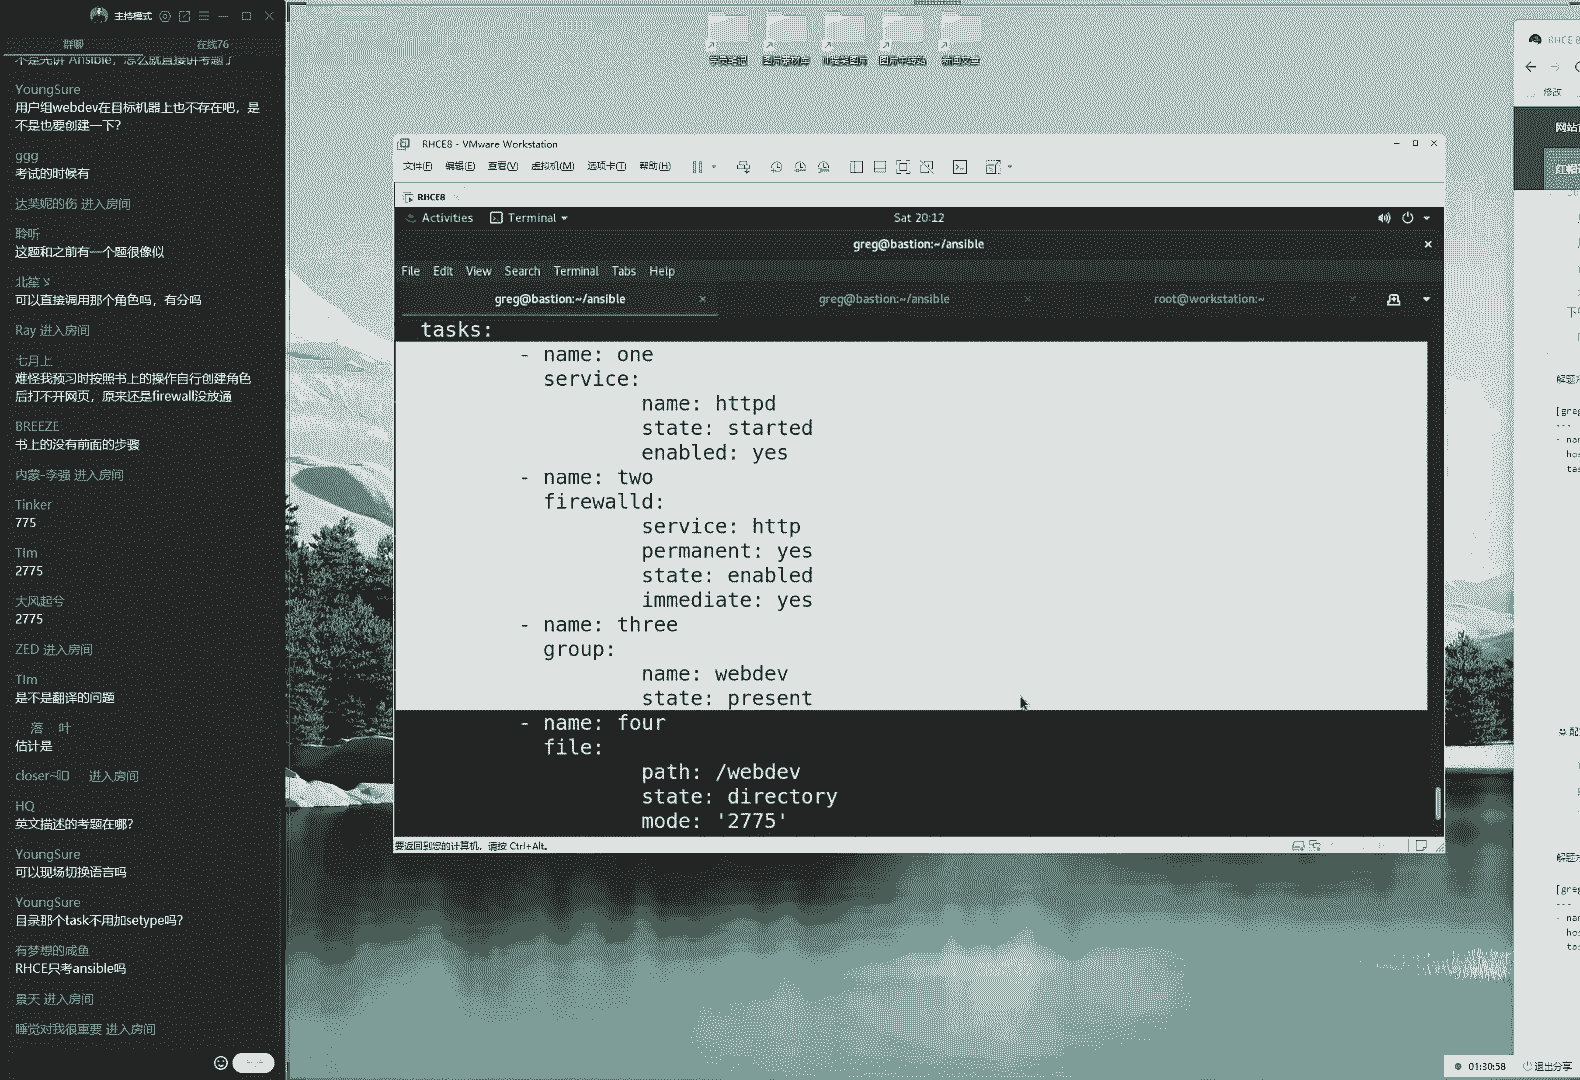 主持模式
群聊
在线76
不是先讲 Ansible，怎么就直接讲考题了
YoungSure
用户组webdev在目标机器上也不存在吧，是
不是也要创建一下?
ggg
考试的时候有
达芙妮的伤 进入房间
聆听
这题和之前有一个题很像似
北笙ゞ
可以直接调用那个角色吗，有分吗
Ray 进入房间
七月上
难怪我预习时按照书上的操作自行创建角色
后打不开网页，原来还是firewall没放通
BREEZE
书上的没有前面的步骤
内蒙-李强 进入房间
Tinker
775
Tim
2775
大风起兮
2775
ZED 进入房间
Tim
是不是翻译的问题
落 叶
估计是
closer~ 进入房间
HQ
英文描述的考题在哪?
YoungSure
可以现场切换语言吗
YoungSure
目录那个task不用加setype吗?
有梦想的咸鱼
RHCE只考ansible吗
景天 进入房间
睡觉对我很重要 进入房间
RHCE8 - VMware Workstation
文件(F) 编辑(E) 查看(V) 虚拟机(M) 选项卡(T) 帮助(H)
RHCE8
Activities Terminal Sat 20:12
greg@bastion:~/ansible
File Edit View Search Terminal Tabs Help
greg@bastion:~/ansible greg@bastion:~/ansible root@workstation:~
tasks:
- name: one
service:
name: httpd
state: started
enabled: yes
- name: two
firewalld:
service: http
permanent: yes
state: enabled
immediate: yes
- name: three
group:
name: webdev
state: present
- name: four
file:
path: /webdev
state: directory
mode: '2775'
要返回到您的计算机，请按 Ctrl+Alt。
修改
解题
[greg
---
- nam
hos
tas
解题
[greg
---
- nam
hos
tas
01:30:58 退出分享